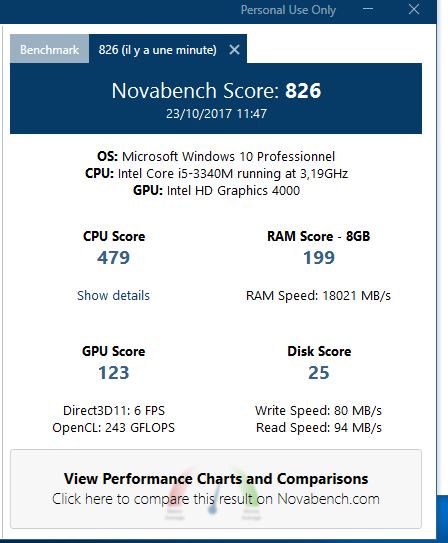 Personal Use Only
Benchmark
826 (il y a une minute)
Novabench Score: 826
23/10/2017 11:47
OS: Microsoft Windows 10 Professionnel
CPU: Intel Core i5-3340M running at 3,19GHz
GPU: Intel HD Graphics 4000
CPU Score
479
Show details
RAM Score - 8GB
199
RAM Speed: 18021 MB/s
GPU Score
123
Direct3D11: 6 FPS
OpenCL: 243 GFLOPS
Disk Score
25
Write Speed: 80 MB/s
Read Speed: 94 MB/s
View Performance Charts and Comparisons
Click here to compare this result on Novabench.com